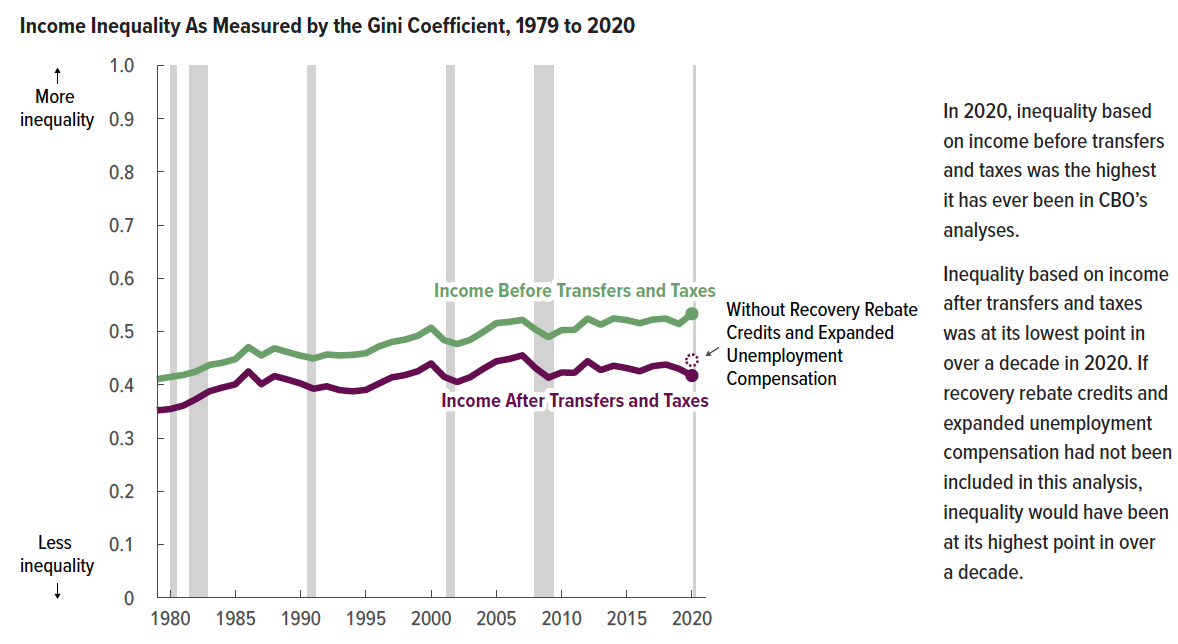 Income Inequality As Measured by the Gini Coefficient, 1979 to 2020
1.0
More
inequality
0.9
0.8
0.7
0.6
0.5
0.4
0.3
0.2
0.1
0
Less
inequality
1980 1985 1990 1995 2000 2005 2010 2015 2020
Income Before Transfers and Taxes
Without Recovery Rebate
Credits and Expanded
Unemployment
Compensation
Income After Transfers and Taxes
In 2020, inequality based
on income before transfers
and taxes was the highest
it has ever been in CBO’s
analyses.
Inequality based on income
after transfers and taxes
was at its lowest point in
over a decade in 2020. If
recovery rebate credits and
expanded unemployment
compensation had not been
included in this analysis,
inequality would have been
at its highest point in over
a decade.